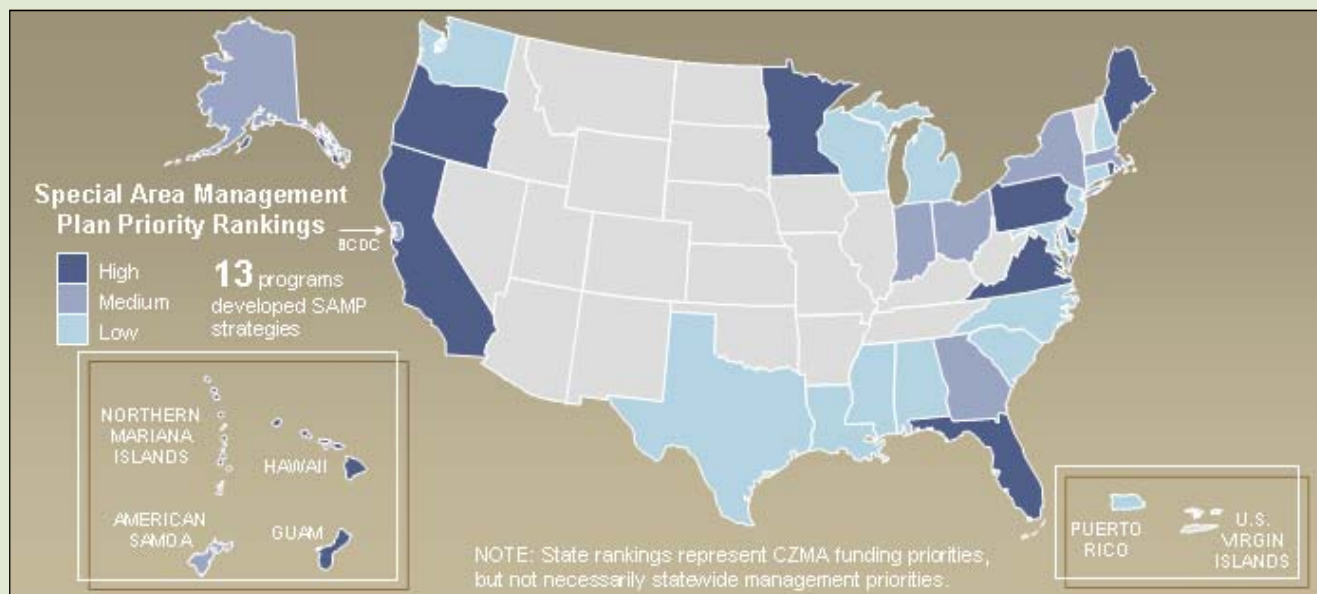 Special Area Management
Plan Priority Rankings
BCDC
High
Medium
Low
13 programs
developed SAMP
strategies
NORTHERN
MARIANA
ISLANDS
HAWAII
AMERICAN
SAMOA
GUAM
NOTE: State rankings represent CZMA funding priorities,
but not necessarily statewide management priorities.
PUERTO
RICO
U.S.
VIRGIN
ISLANDS